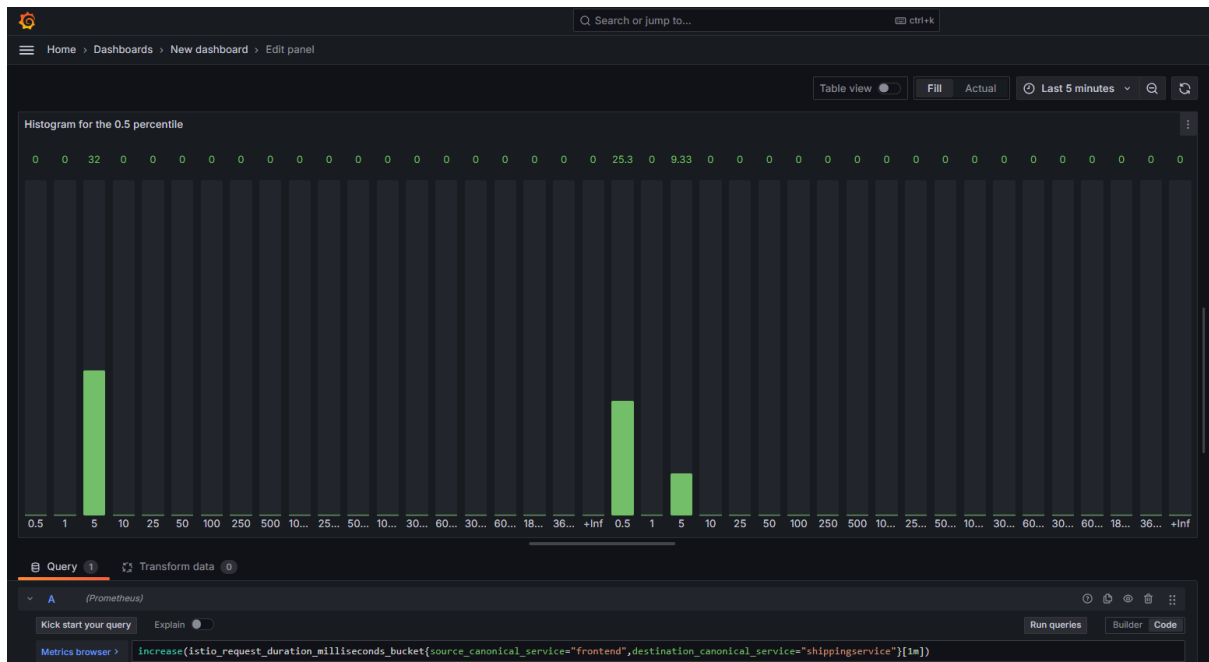 Search or jump to... ctrl+k
Home › Dashboards › New dashboard › Edit panel
Table view Fill Actual Last 5 minutes
Histogram for the 0.5 percentile
0 0 32 0 0 0 0 0 0 0 0 0 0 0 0 0 0 0 0 0 25.3 0 9.33 0 0 0 0 0 0 0 0 0 0 0 0 0 0 0 0 0
0.5 1 5 10 25 50 100 250 500 10... 25... 50... 10... 30... 60... 30... 60... 18... 36... +Inf 0.5 1 5 10 25 50 100 250 500 10... 25... 50... 10... 30... 60... 30... 60... 18... 36... +Inf
Query 1 Transform data 0
A (Prometheus)
Kick start your query Explain Run queries Builder Code
Metrics browser > increase(istio_request_duration_milliseconds_bucket{source_canonical_service="frontend",destination_canonical_service="shippingservice"}[1m])